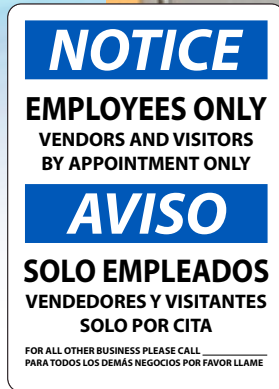 NOTICE
EMPLOYEES ONLY
VENDORS AND VISITORS
BY APPOINTMENT ONLY
AVISO
SOLO EMPLEADOS
VENDEDORES Y VISITANTES
SOLO POR CITA
FOR ALL OTHER BUSINESS PLEASE CALL ____________
PARA TODOS LOS DEMÁS NEGOCIOS POR FAVOR LLAME